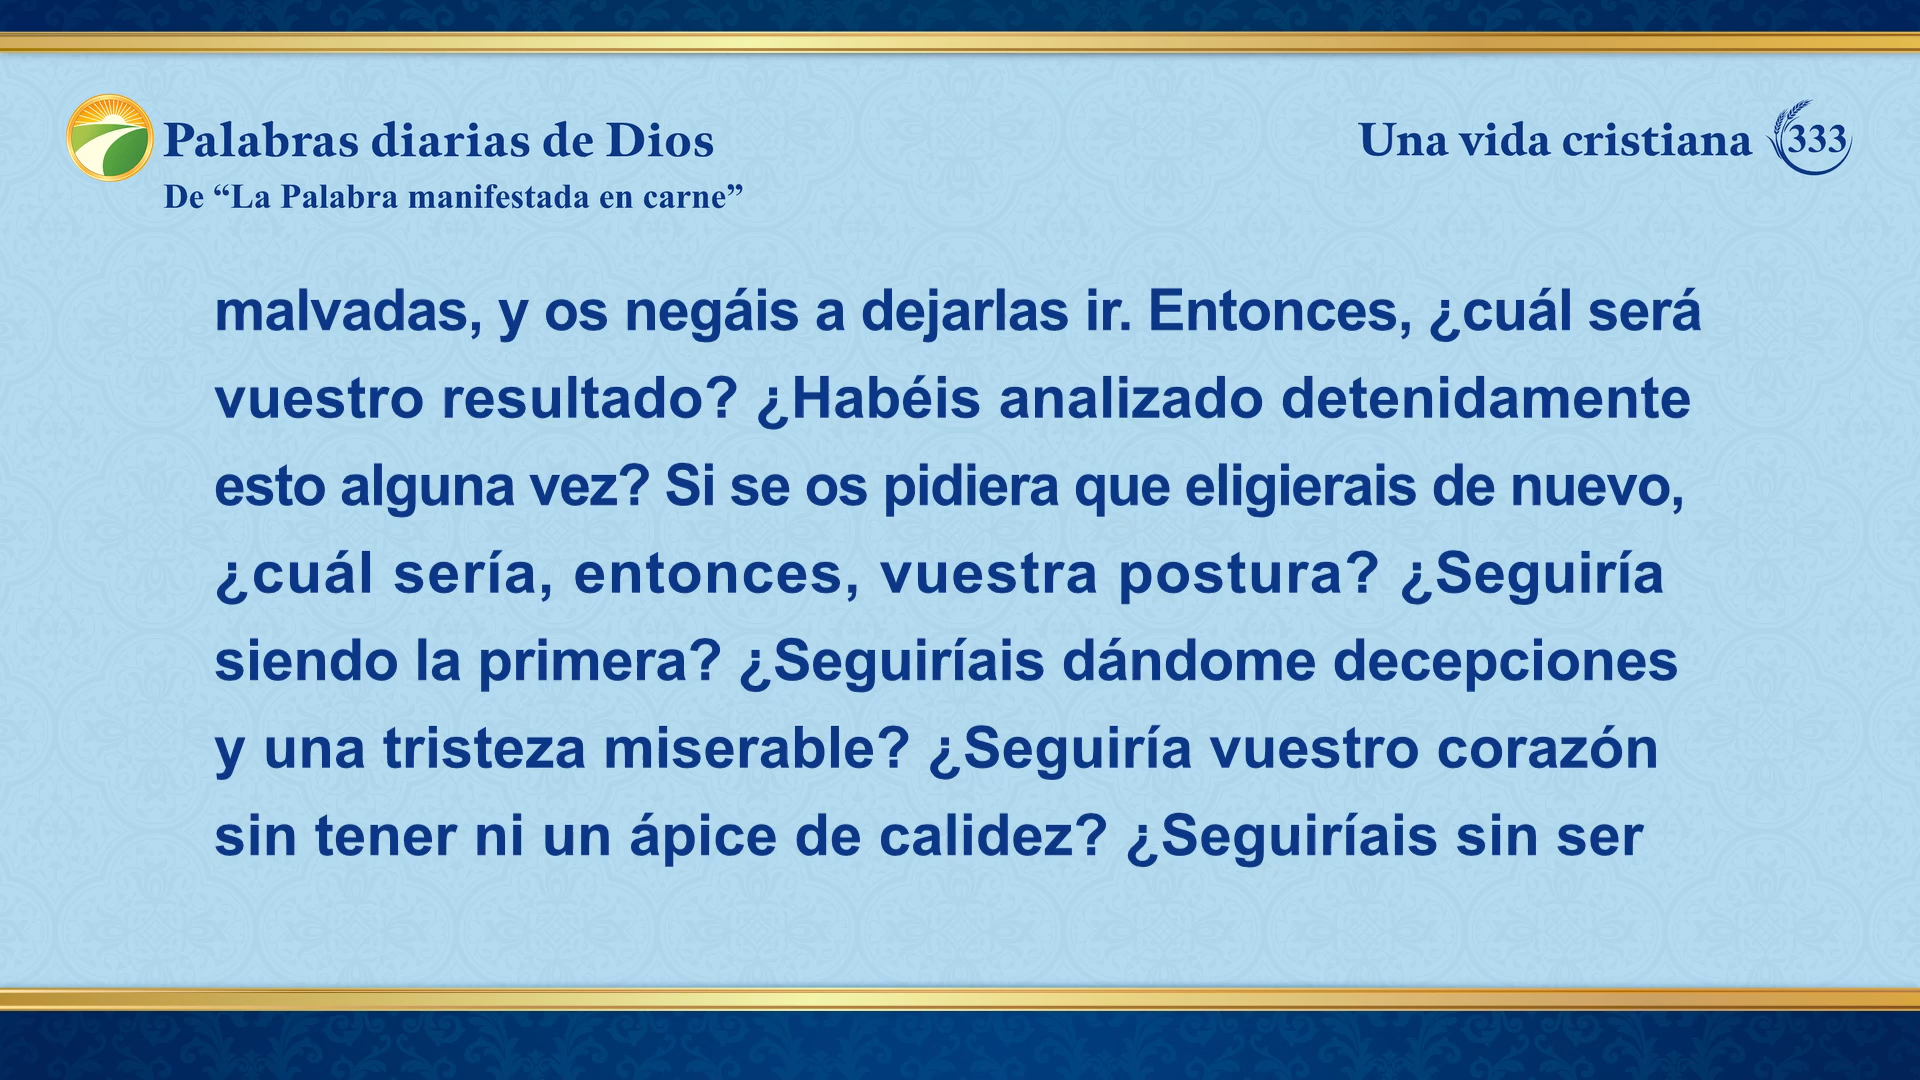 Palabras diarias de Dios
De “La Palabra manifestada en carne”
Una vida cristiana 333
malvadas, y os negáis a dejarlas ir. Entonces, ¿cuál será
vuestro resultado? ¿Habéis analizado detenidamente
esto alguna vez? Si se os pidiera que eligierais de nuevo,
¿cuál sería, entonces, vuestra postura? ¿Seguiría
siendo la primera? ¿Seguiríais dándome decepciones
y una tristeza miserable? ¿Seguiría vuestro corazón
sin tener ni un ápice de calidez? ¿Seguiríais sin ser